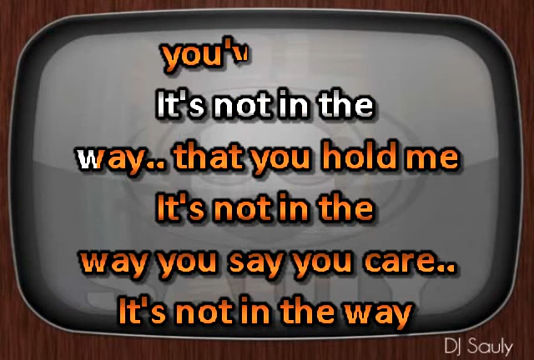 you'v
It's not in the
way.. that you hold me
It's not in the
way you say you care..
It's not in the way
DJ Sauly